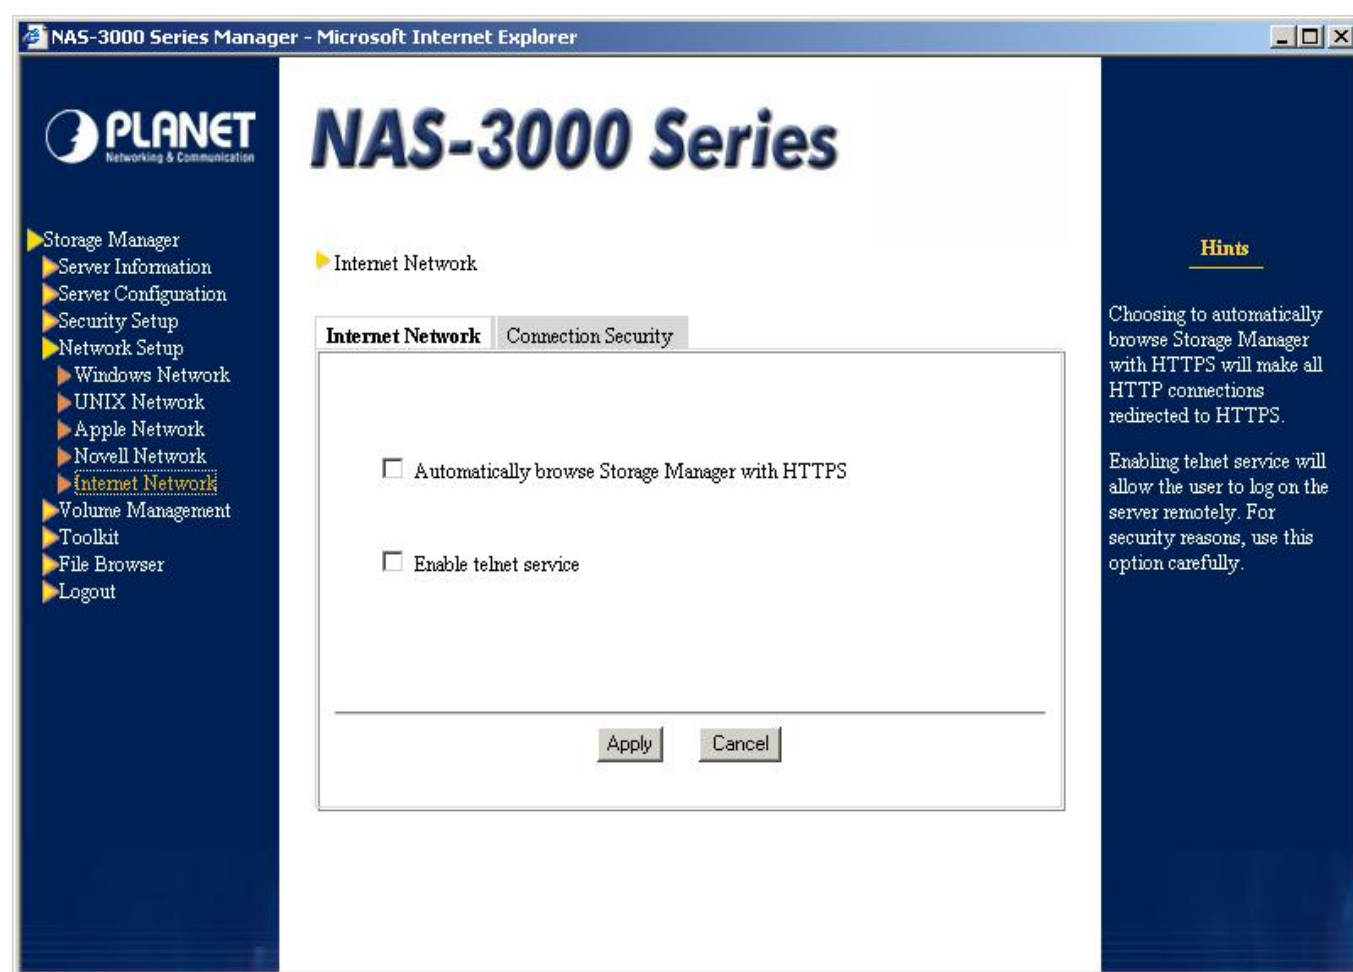 NAS-3000 Series Manager - Microsoft Internet Explorer
PLANET
Networking & Communication
NAS-3000 Series
Storage Manager
Server Information
Server Configuration
Security Setup
Network Setup
Windows Network
UNIX Network
Apple Network
Novell Network
Internet Network
Volume Management
Toolkit
File Browser
Logout
Internet Network
Internet Network
Connection Security
Automatically browse Storage Manager with HTTPS
Enable telnet service
Apply
Cancel
Hints
Choosing to automatically
browse Storage Manager
with HTTPS will make all
HTTP connections
redirected to HTTPS.
Enabling telnet service will
allow the user to log on the
server remotely. For
security reasons, use this
option carefully.